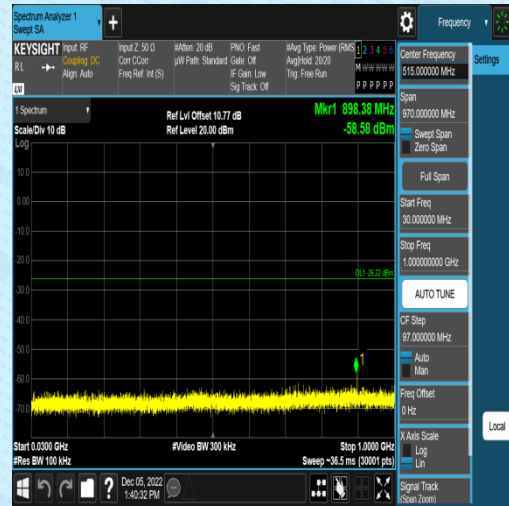 Spectrum Analyzer 1
Swept SA
Frequency
KEYSIGHT
RL
LXI
Input: RF
Coupling: DC
Align: Auto
Input Z: 50 Ω
Corr CCorr
Freq Ref: Int (S)
#Atten: 20 dB
µW Path: Standard
PNO: Fast
Gate: Off
IF Gain: Low
Sig Track: Off
#Avg Type: Power (RMS
Avg|Hold: 20/20
Trig: Free Run
1 2 3 4 5 6
M W W W W W
P P P P P P
1 Spectrum
Scale/Div 10 dB
Ref Lvl Offset 10.77 dB
Ref Level 20.00 dBm
Mkr1 898.38 MHz
-58.58 dBm
Log
10.0
0.00
-10.0
-20.0
DL1 -26.22 dBm
-30.0
-40.0
-50.0
1
-60.0
-70.0
Start 0.0300 GHz
#Res BW 100 kHz
#Video BW 300 kHz
Stop 1.0000 GHz
Sweep ~36.5 ms (30001 pts)
Dec 05, 2022
1:40:32 PM
Center Frequency
515.000000 MHz
Settings
Span
970.000000 MHz
Swept Span
Zero Span
Full Span
Start Freq
30.000000 MHz
Stop Freq
1.000000000 GHz
AUTO TUNE
CF Step
97.000000 MHz
Auto
Man
Freq Offset
0 Hz
Local
X Axis Scale
Log
Lin
Signal Track
(Span Zoom)